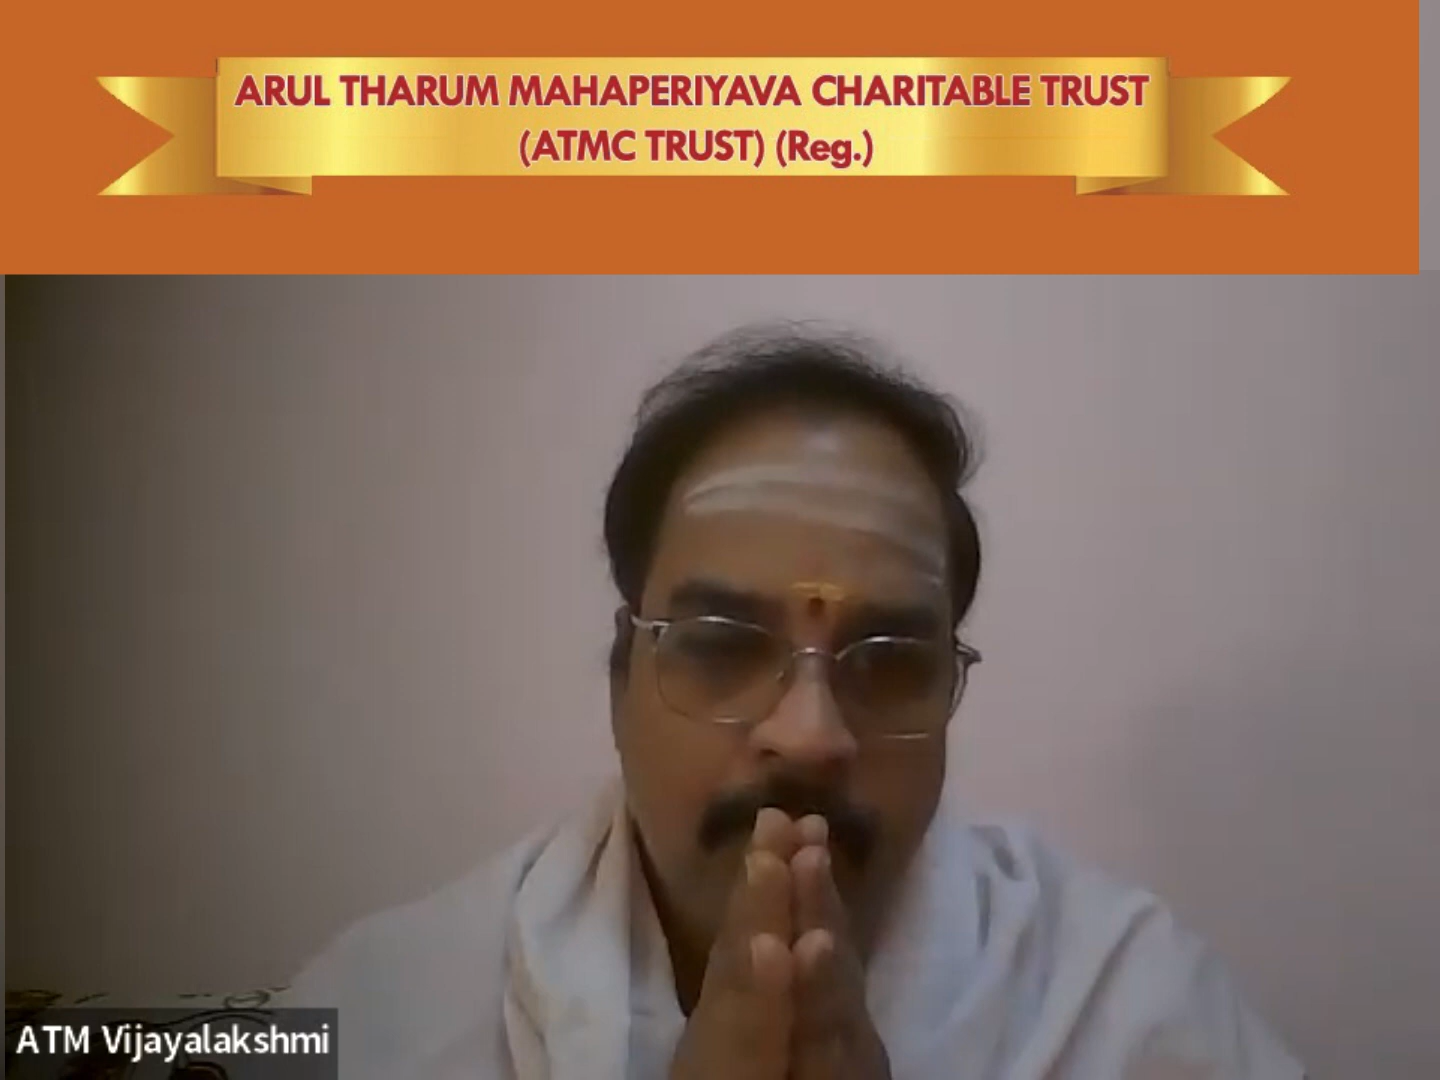 ARUL THARUM MAHAPERIYAVA CHARITABLE TRUST
(ATMC TRUST) (Reg.)
ATM Vijayalakshmi